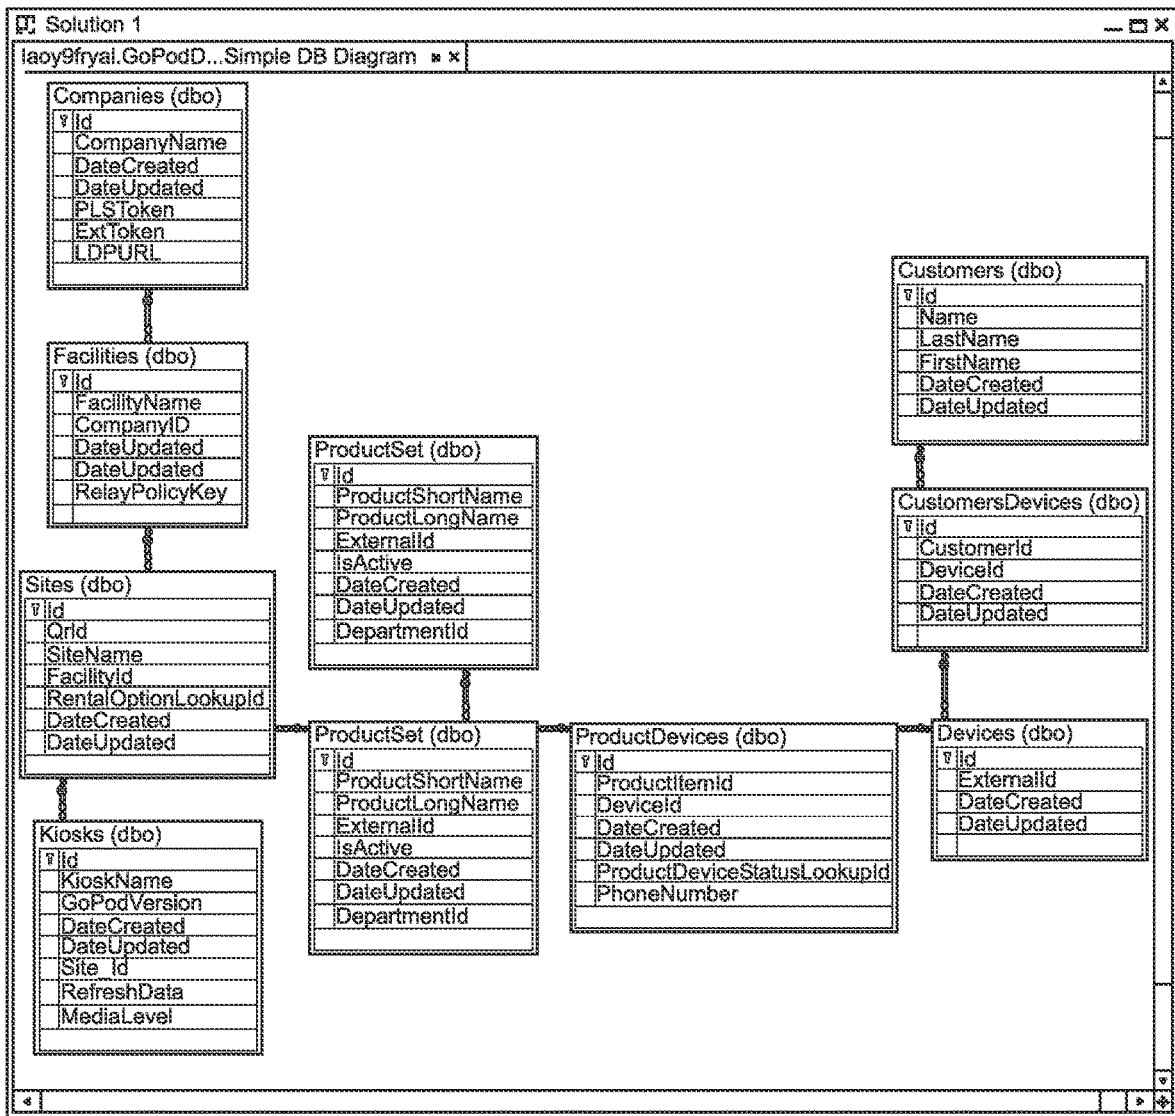 Solution 1
laoy9fryal.GoPodD...Simple DB Diagram
Companies (dbo)
Id
CompanyName
DateCreated
DateUpdated
PLSToken
ExtToken
LDPURL
Facilities (dbo)
Id
FacilityName
CompanyID
DateUpdated
DateUpdated
RelayPolicyKey
Sites (dbo)
Id
QrId
SiteName
FacilityId
RentalOptionLookupId
DateCreated
DateUpdated
Kiosks (dbo)
Id
KioskName
GoPodVersion
DateCreated
DateUpdated
Site_Id
RefreshData
MediaLevel
ProductSet (dbo)
Id
ProductShortName
ProductLongName
ExternalId
IsActive
DateCreated
DateUpdated
DepartmentId
ProductSet (dbo)
Id
ProductShortName
ProductLongName
ExternalId
IsActive
DateCreated
DateUpdated
DepartmentId
ProductDevices (dbo)
Id
ProductItemId
DeviceId
DateCreated
DateUpdated
ProductDeviceStatusLookupId
PhoneNumber
Customers (dbo)
Id
Name
LastName
FirstName
DateCreated
DateUpdated
CustomersDevices (dbo)
Id
CustomerId
DeviceId
DateCreated
DateUpdated
Devices (dbo)
Id
ExternalId
DateCreated
DateUpdated